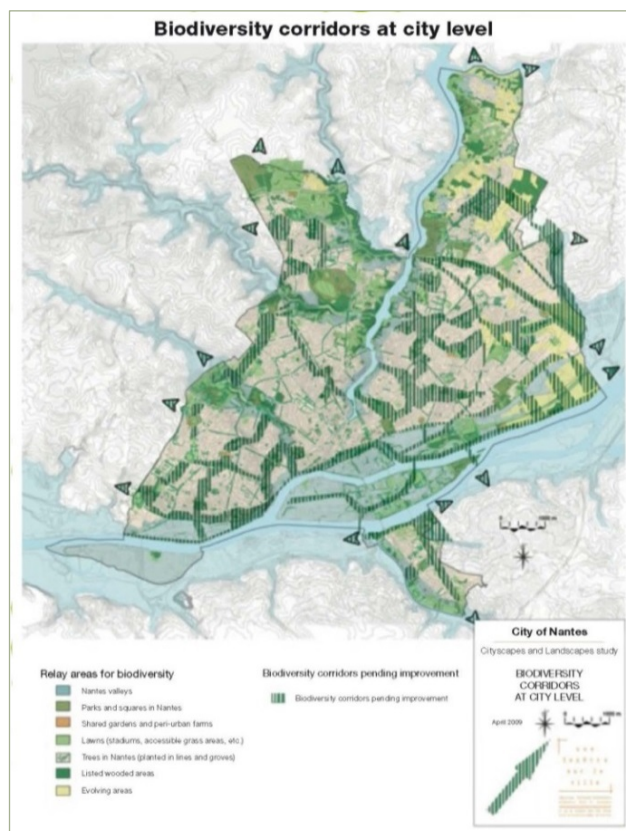 Biodiversity corridors at city level
City of Nantes
Cityscapes and Landscapes study
BIODIVERSITY
CORRIDORS
AT CITY LEVEL
April 2009
Relay areas for biodiversity
Nantes valleys
Parks and squares in Nantes
Shared gardens and peri-urban farms
Lawns (stadiums, accessible grass areas, etc.)
Trees in Nantes (planted in lines and groves)
Listed wooded areas
Evolving areas
Biodiversity corridors pending improvement
Biodiversity corridors pending improvement